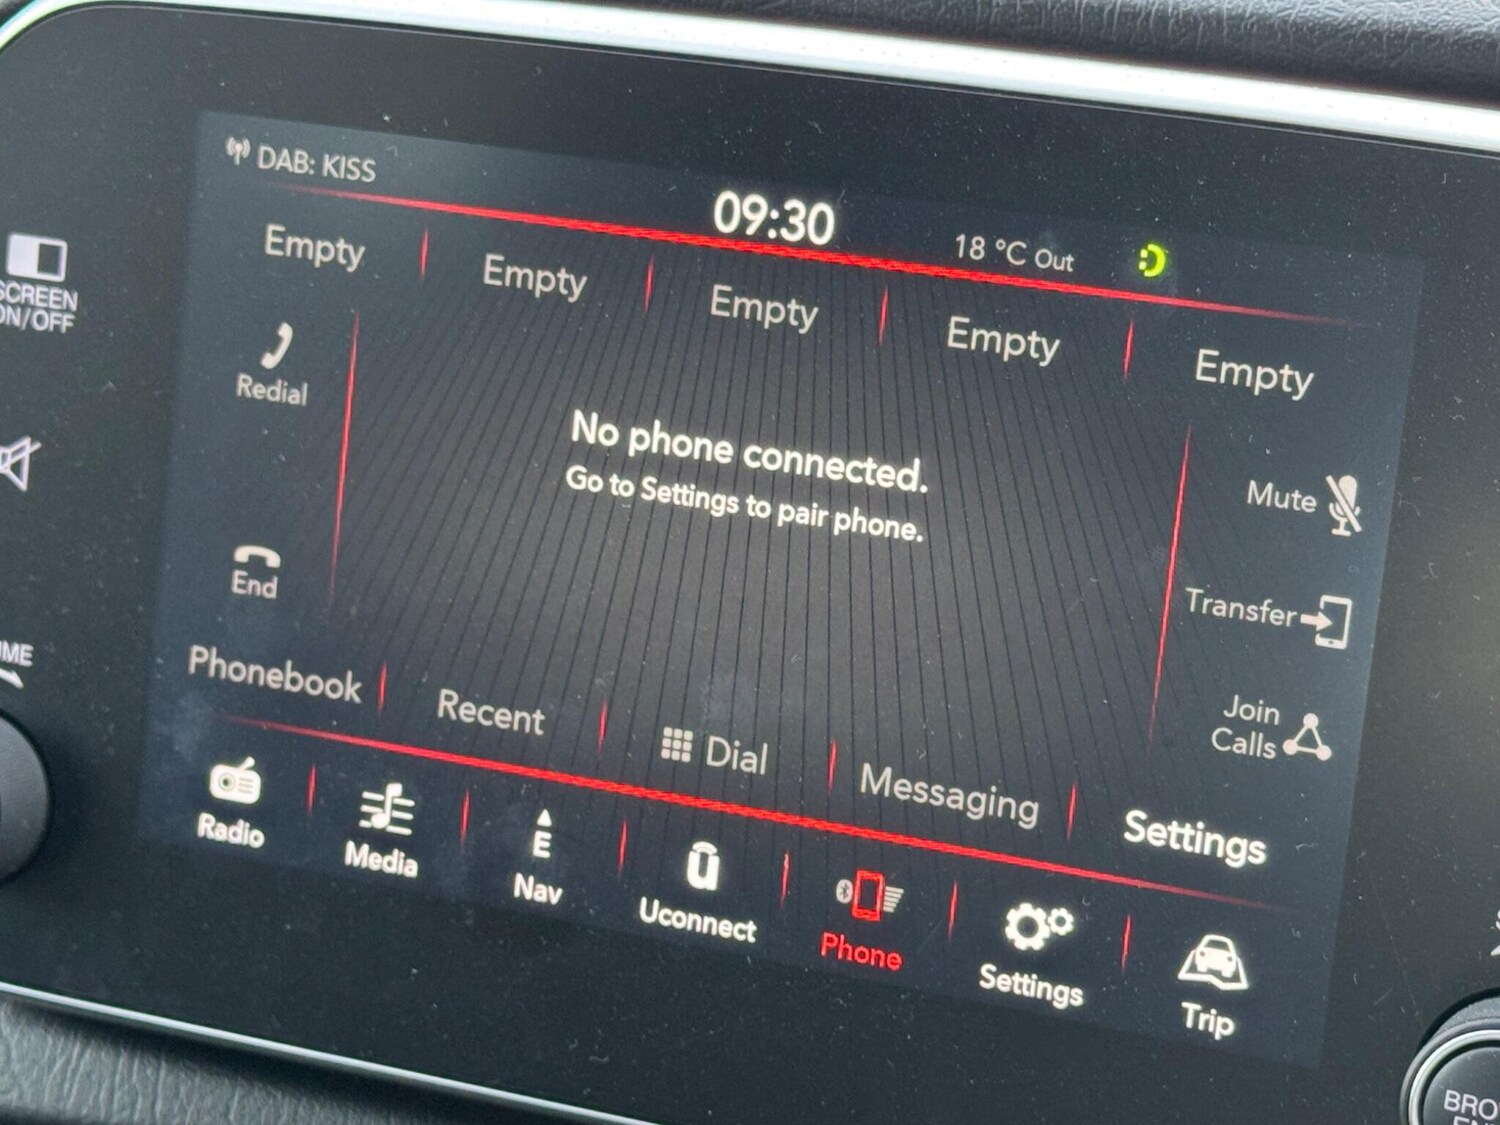 DAB: KISS
09:30
18 °C Out
Empty
Empty
Empty
Empty
Empty
SCREEN
ON/OFF
Redial
No phone connected.
Go to Settings to pair phone.
Mute
End
Transfer
Join
Calls
Phonebook
Recent
Dial
Messaging
Settings
Radio
Media
E
Nav
Uconnect
Phone
Settings
Trip